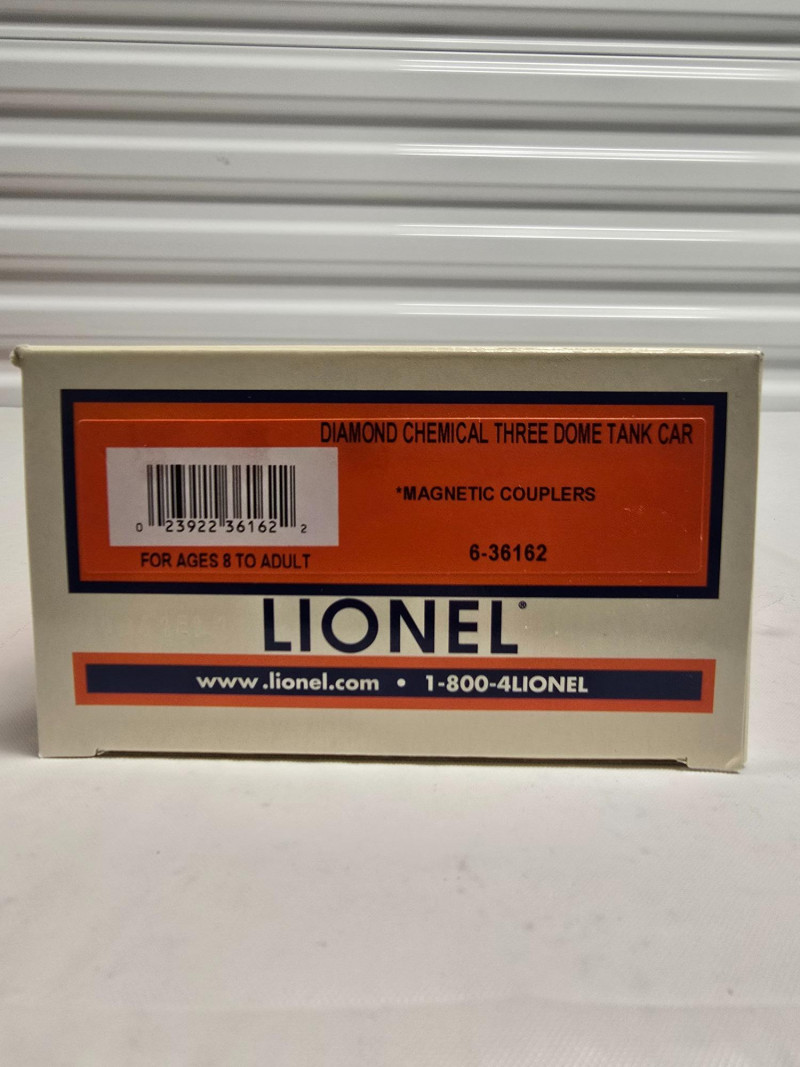 DIAMOND CHEMICAL THREE DOME TANK CAR
*MAGNETIC COUPLERS
0 23922 36162 2
FOR AGES 8 TO ADULT
6-36162
LIONEL®
www.lionel.com • 1-800-4LIONEL